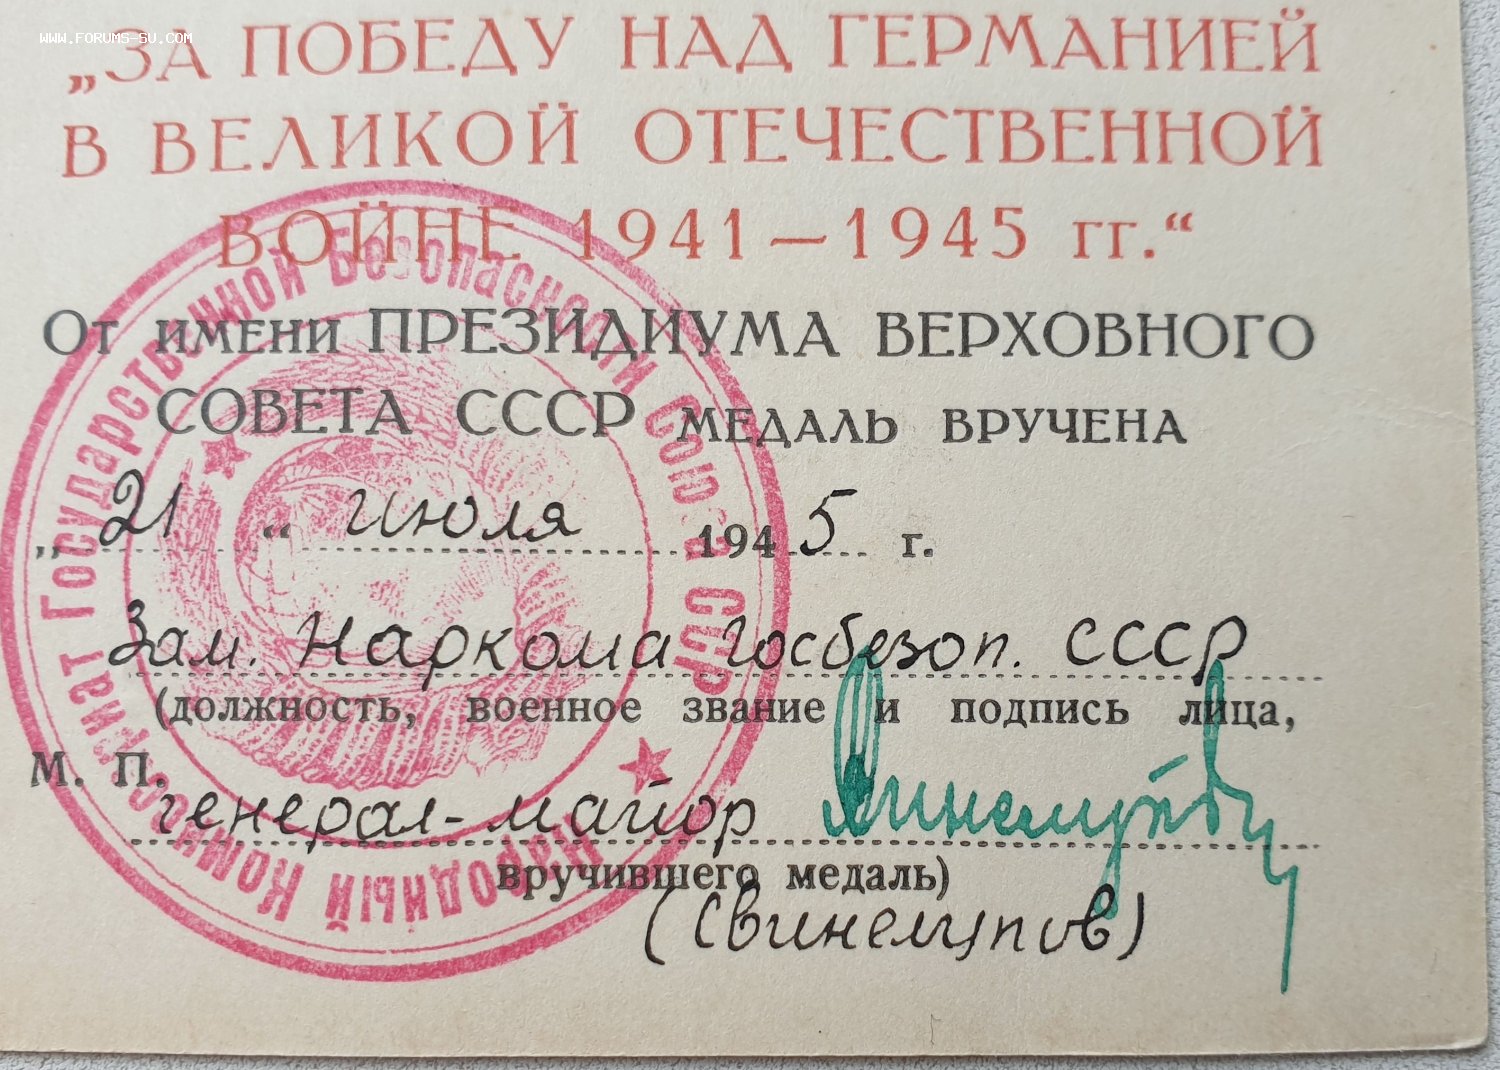 WWW.FORUMS-SU.COM
„ЗА ПОБЕДУ НАД ГЕРМАНИЕЙ
В ВЕЛИКОЙ ОТЕЧЕСТВЕННОЙ
ВОЙНЕ 1941—1945 гг.“
От имени ПРЕЗИДИУМА ВЕРХОВНОГО
СОВЕТА СССР МЕДАЛЬ ВРУЧЕНА
„21“ июля 1945 г.
Зам. Наркома Госбезоп. СССР
(должность, военное звание и подпись лица,
М. П.
генерал-майор
вручившего медаль)
(Свинелупов)
Народный Комиссариат Государственной Безопасности Союза ССР